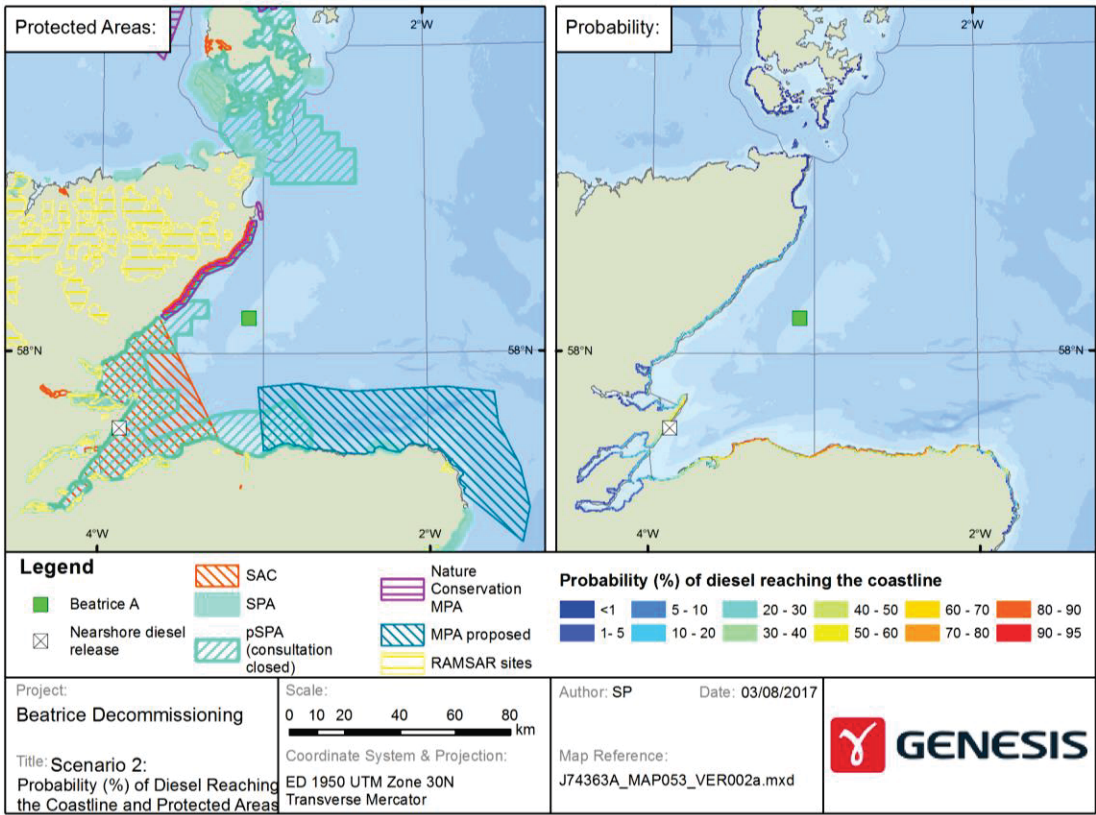 Protected Areas:
2°W
58°N
4°W
2°W
Probability:
2°W
58°N
58°N
4°W
2°W
Legend
Beatrice A
Nearshore diesel
release
SAC
SPA
pSPA
(consultation
closed)
Nature
Conservation
MPA
MPA proposed
RAMSAR sites
Probability (%) of diesel reaching the coastline
<1
5 - 10
20 - 30
40 - 50
60 - 70
80 - 90
1- 5
10 - 20
30 - 40
50 - 60
70 - 80
90 - 95
Project:
Beatrice Decommissioning
Title: Scenario 2:
Probability (%) of Diesel Reaching
the Coastline and Protected Areas
Scale:
0 10 20 40 60 80
km
Coordinate System & Projection:
ED 1950 UTM Zone 30N
Transverse Mercator
Author: SP Date: 03/08/2017
Map Reference:
J74363A_MAP053_VER002a.mxd
GENESIS